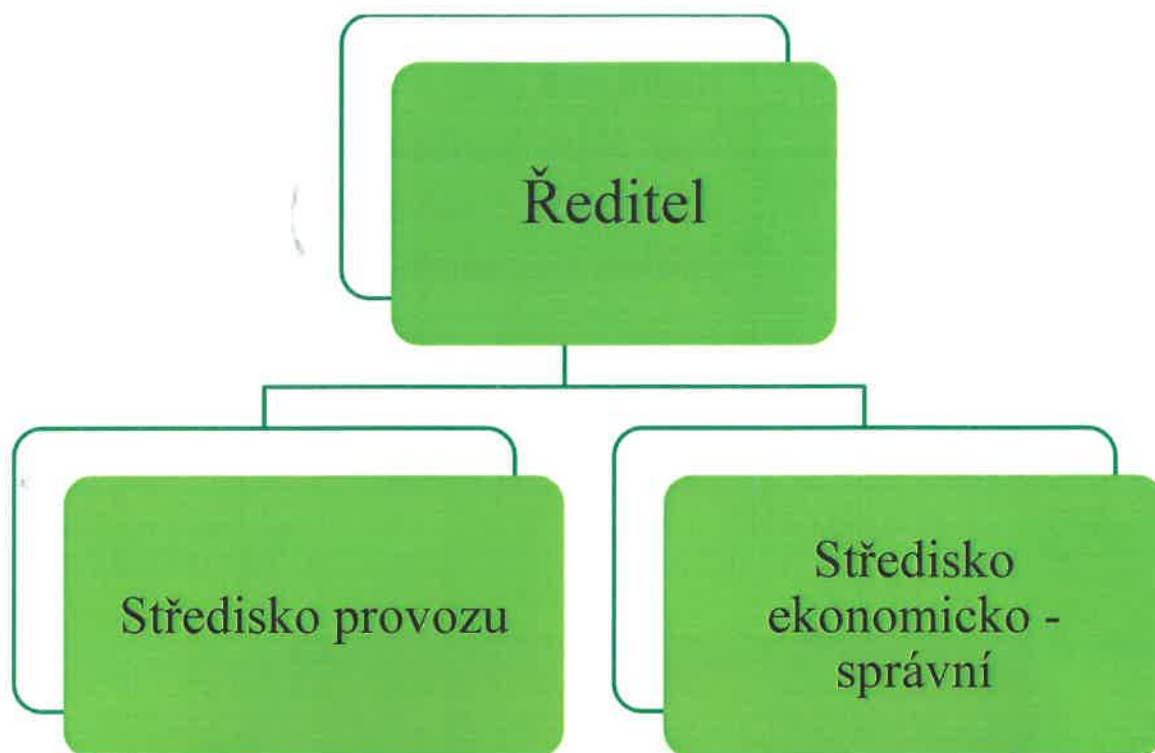 Ředitel
Středisko provozu
Středisko
ekonomicko -
správní